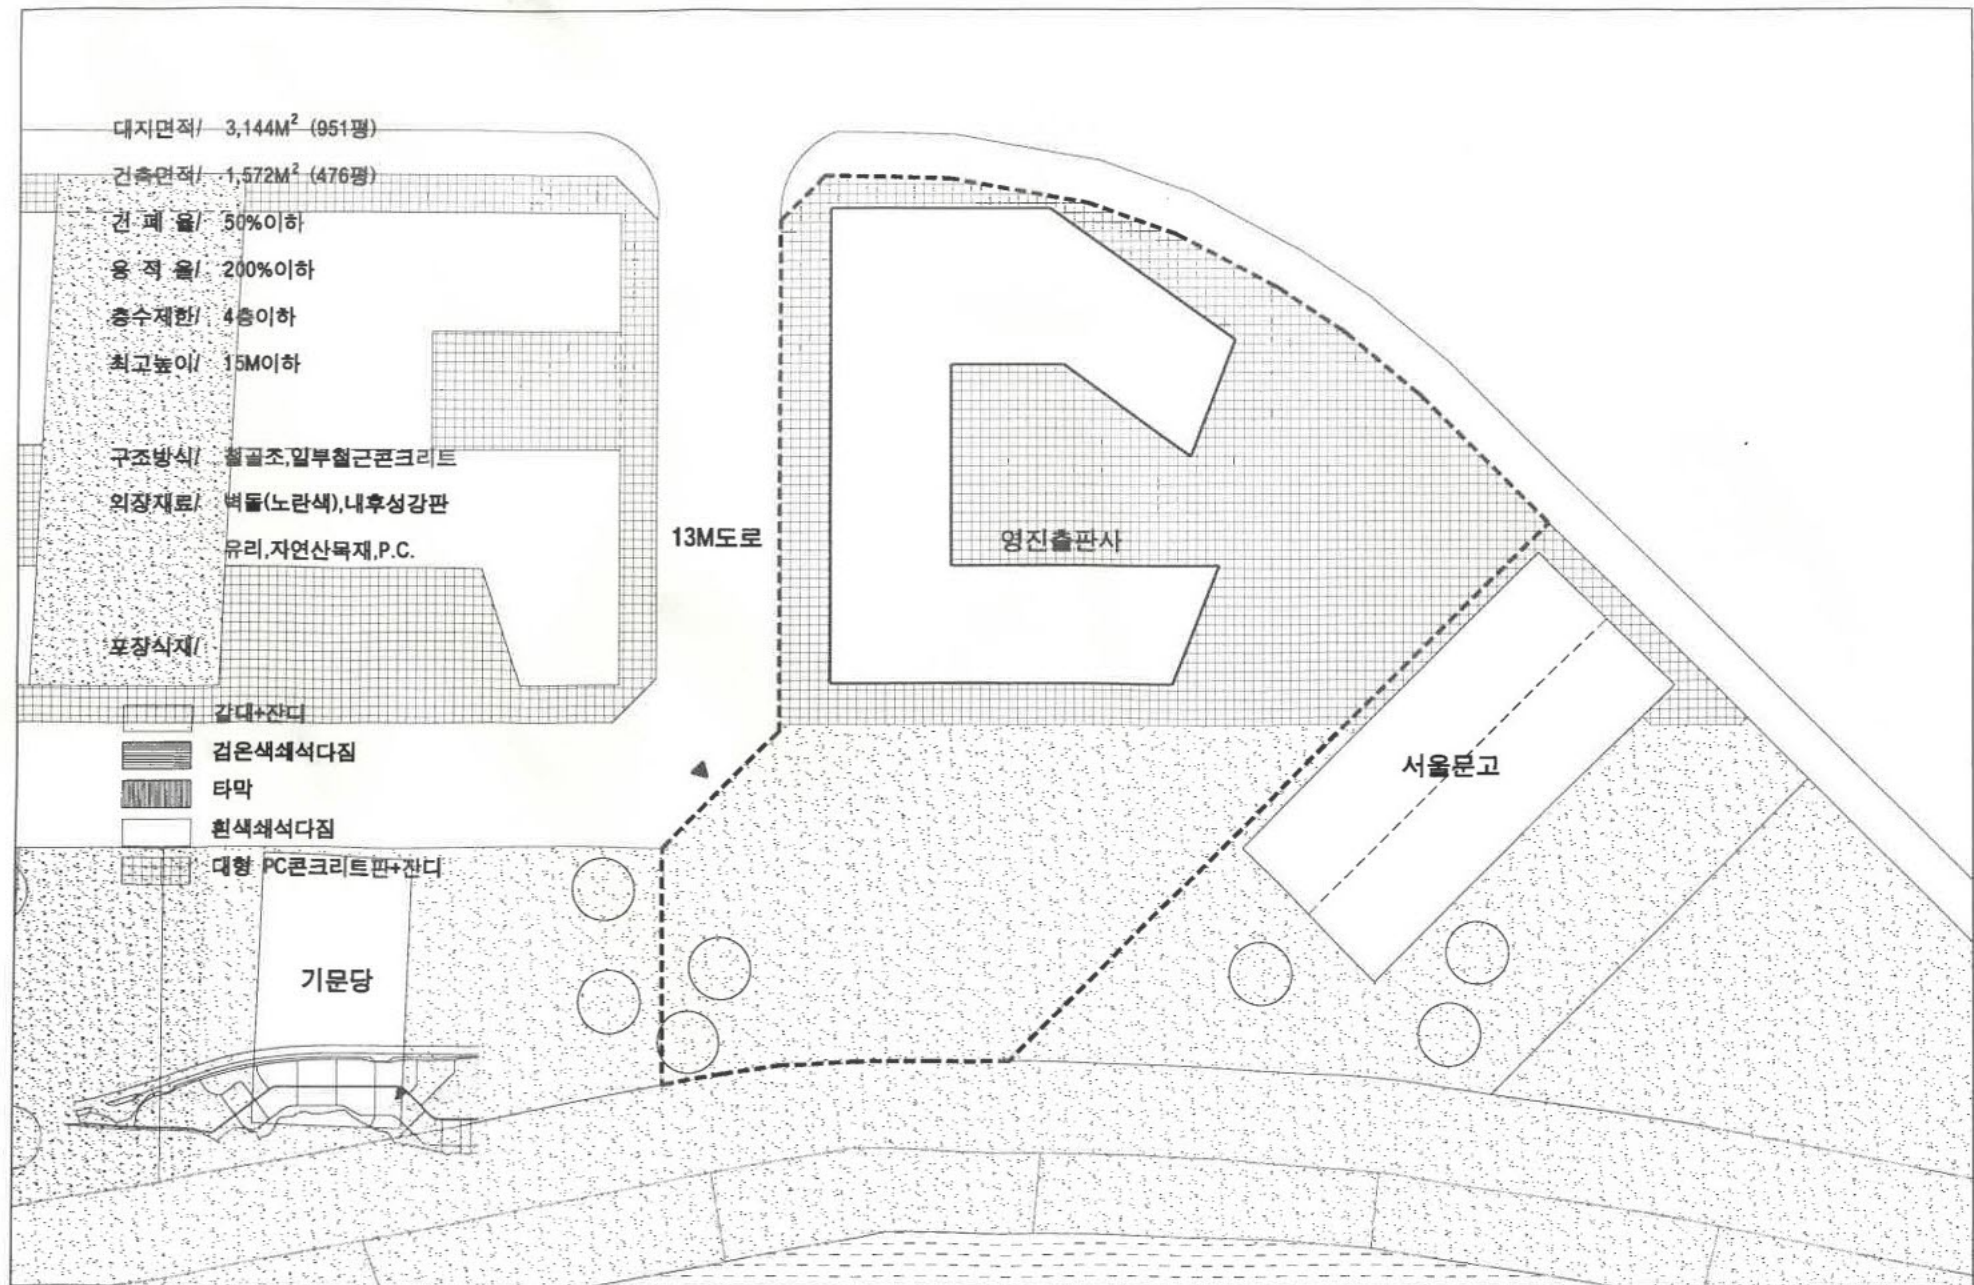 대지면적/ 3,144M² (951평)
건축면적/ 1,572M² (476평)
건 폐 율/ 50%이하
용 적 율/ 200%이하
층수제한/ 4층이하
최고높이/ 15M이하
구조방식/ 철골조,일부철근콘크리트
외장재료/ 벽돌(노란색),내후성강판
유리,자연산목재,P.C.
포장식재/
갈대+잔디
검은색쇄석다짐
타막
흰색쇄석다짐
대형 PC콘크리트판+잔디
13M도로
영진출판사
서울문고
기문당